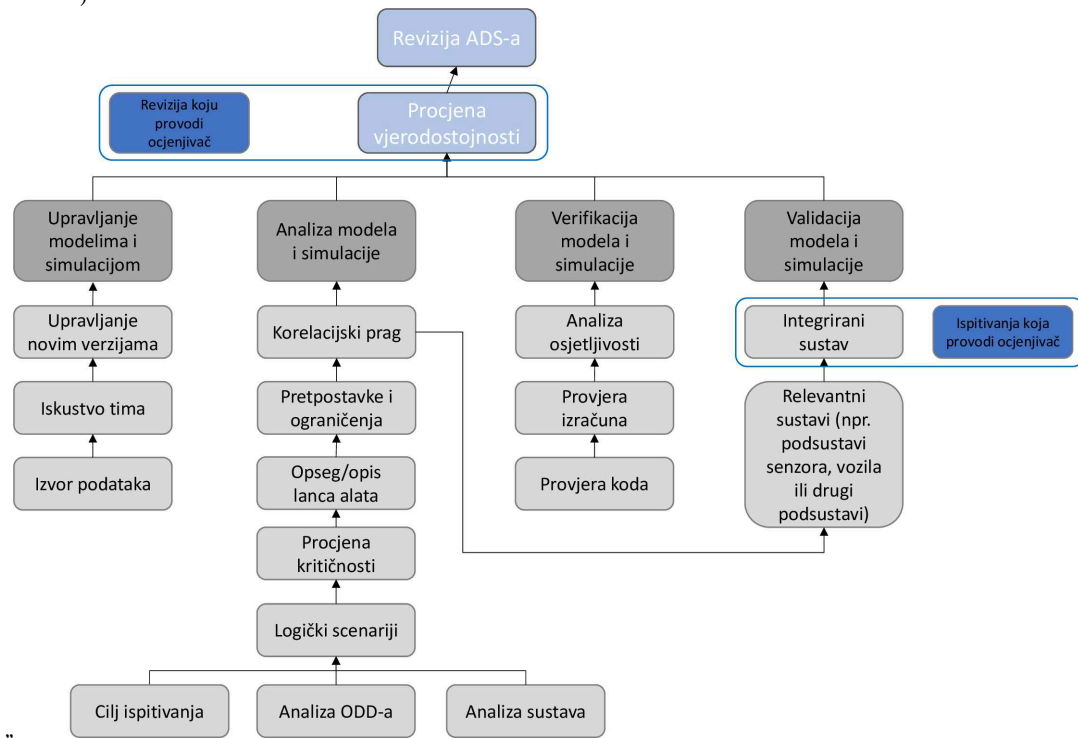 )
Revizija ADS-a
Revizija koju
provodi
ocjenjivač
Procjena
vjerodostojnosti
Upravljanje
modelima i
simulacijom
Analiza modela
i simulacije
Verifikacija
modela i
simulacije
Validacija
modela i
simulacije
Upravljanje
novim verzijama
Korelacijski prag
Analiza
osjetljivosti
Integrirani
sustav
Ispitivanja koja
provodi ocjenjivač
Iskustvo tima
Pretpostavke i
ograničenja
Provjera
izračuna
Relevantni
sustavi (npr.
podsustavi
senzora, vozila
ili drugi
podsustavi)
Izvor podataka
Opseg/opis
lanca alata
Provjera koda
Procjena
kritičnosti
Logički scenariji
Cilj ispitivanja
Analiza ODD-a
Analiza sustava
”